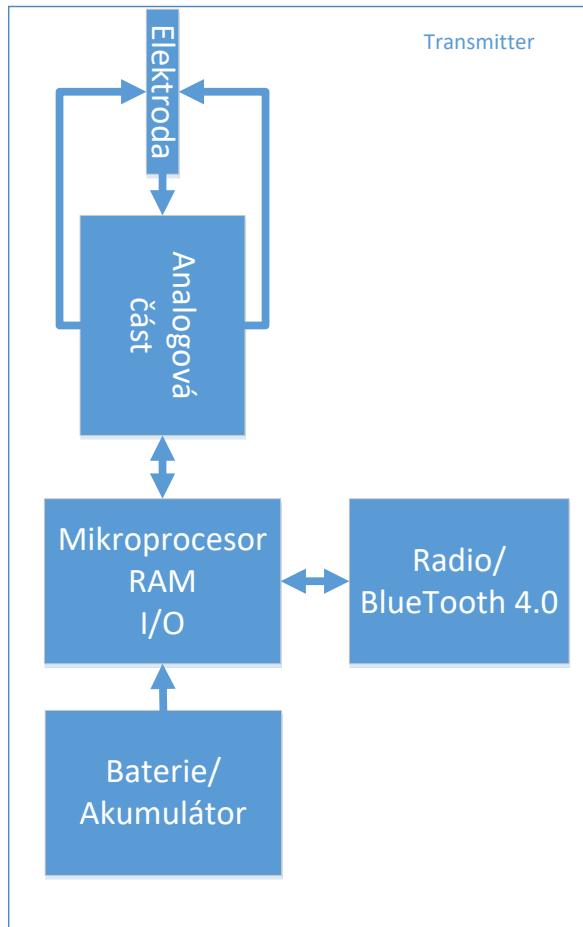 Transmitter
Elektroda
Analogová
část
Mikroprocesor
RAM
I/O
Radio/
BlueTooth 4.0
Baterie/
Akumulátor